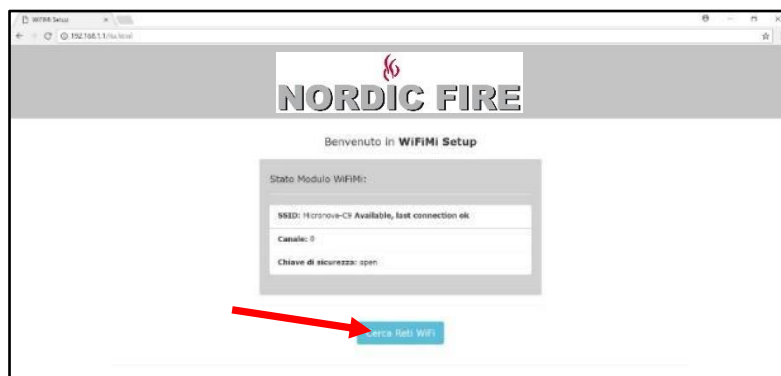 WiFiMi Setup
192.168.1.1
NORDIC FIRE
Benvenuto in WiFiMi Setup
Stato Modulo WiFiMi:
SSID: Micronova-C9 Available, last connection ok
Canale: 0
Chiave di sicurezza: open
Cerca Reti WiFi